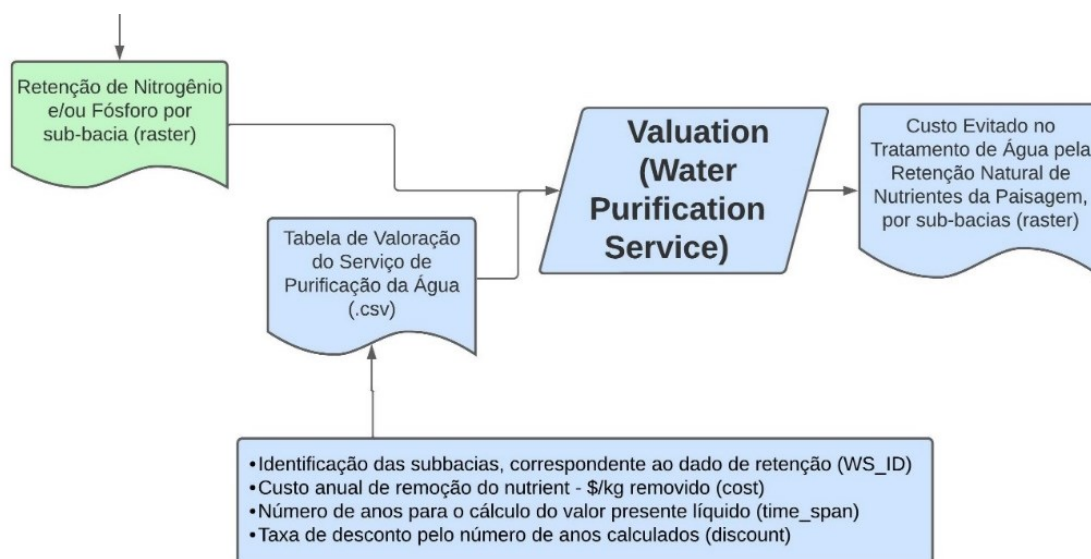 Retenção de Nitrogênio
e/ou Fósforo por
sub-bacia (raster)
Valuation
(Water
Purification
Service)
Custo Evitado no
Tratamento de Água pela
Retenção Natural de
Nutrientes da Paisagem,
por sub-bacias (raster)
Tabela de Valoração
do Serviço de
Purificação da Água
(.csv)
•Identificação das subbacias, correspondente ao dado de retenção (WS_ID)
•Custo anual de remoção do nutrient - $/kg removido (cost)
•Número de anos para o cálculo do valor presente líquido (time_span)
•Taxa de desconto pelo número de anos calculados (discount)